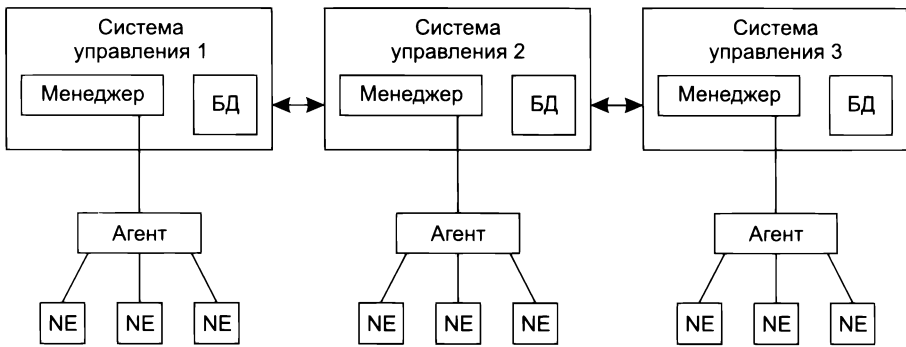 Система
управления 1
Менеджер
БД
Система
управления 2
Менеджер
БД
Система
управления 3
Менеджер
БД
Агент
Агент
Агент
NE
NE
NE
NE
NE
NE
NE
NE
NE